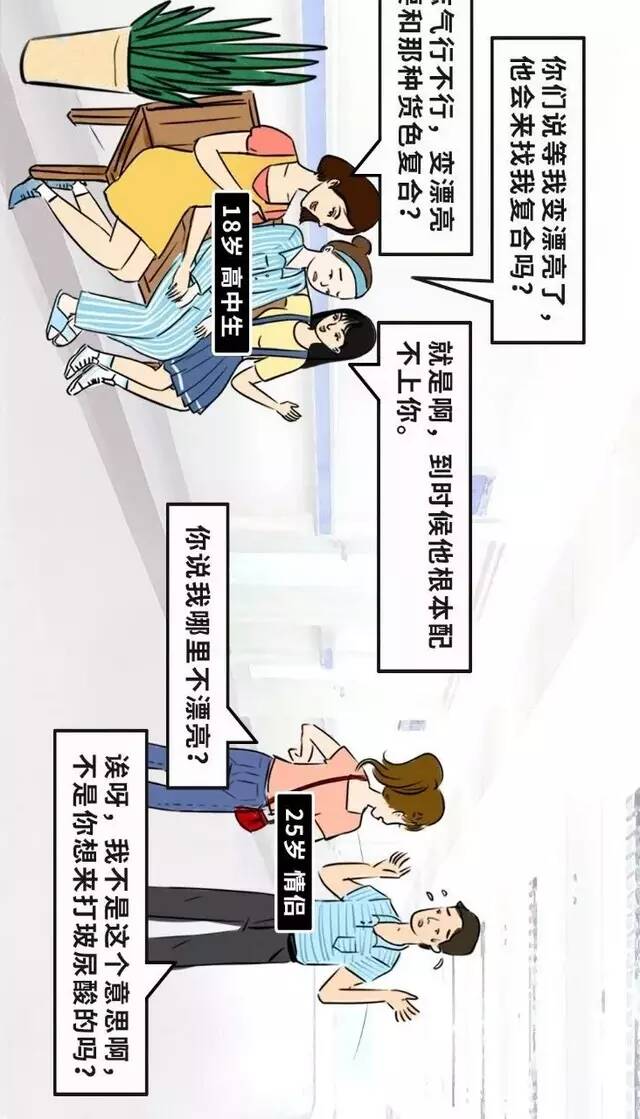 你们说等我变漂亮了，
他会来找我复合吗？
气行不行，变漂亮
和那种货色复合？
就是啊，到时候他根本配
不上你。
18岁 高中生
你说我哪里不漂亮？
25岁 情侣
诶呀，我不是这个意思啊，
不是你想来打玻尿酸的吗？